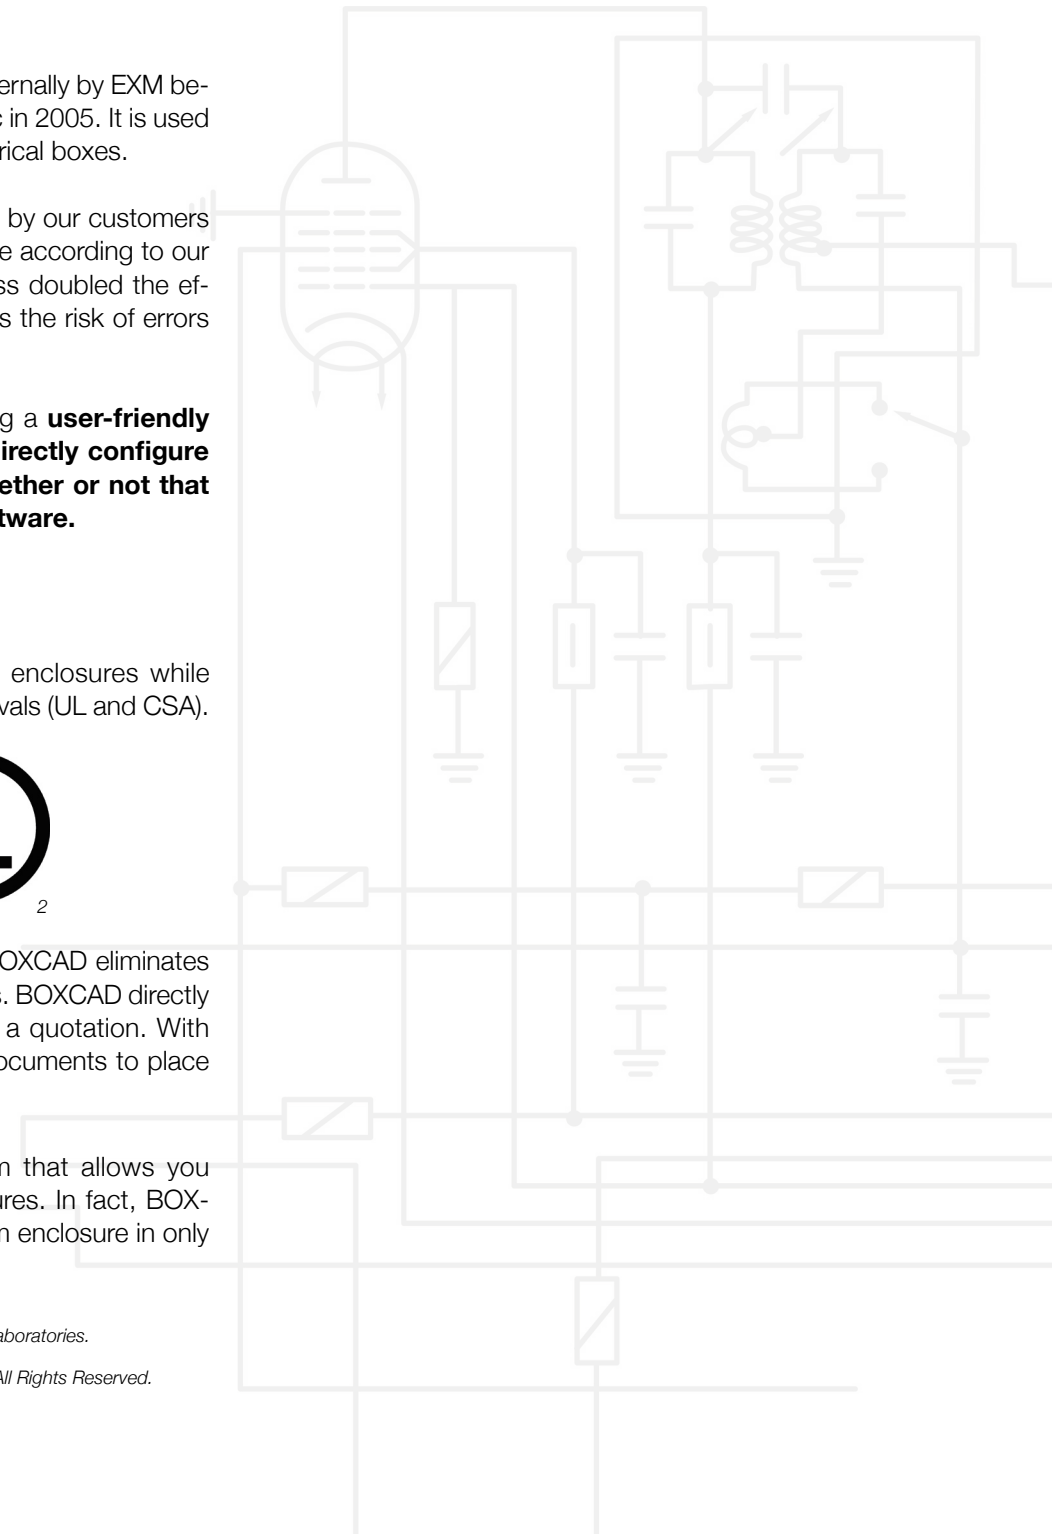 ernally by EXM be-
c in 2005. It is used
rical boxes.
by our customers
e according to our
ss doubled the ef-
s the risk of errors
g a user-friendly
irectly configure
ether or not that
tware.
enclosures while
vals (UL and CSA).
2
OXCAD eliminates
s. BOXCAD directly
a quotation. With
ocuments to place
m that allows you
ures. In fact, BOX-
m enclosure in only
aboratories.
All Rights Reserved.